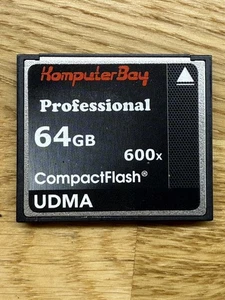 KomputerBay
Professional
64GB
600x
CompactFlash®
UDMA